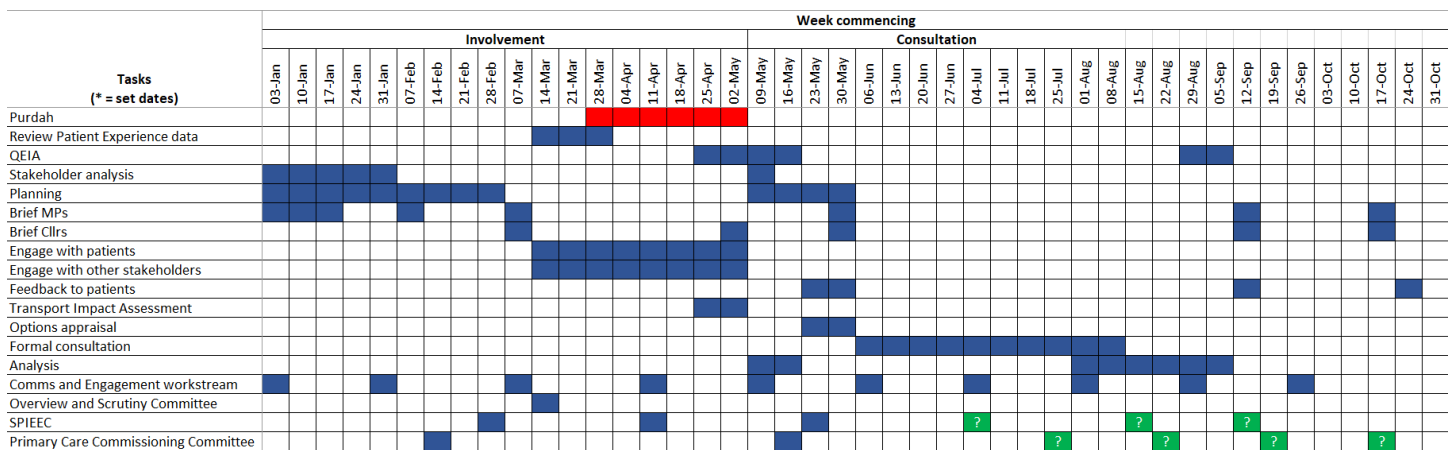 Week commencing
Involvement Consultation
Tasks
(* = set dates)
03-Jan 10-Jan 17-Jan 24-Jan 31-Jan 07-Feb 14-Feb 21-Feb 28-Feb 07-Mar 14-Mar 21-Mar 28-Mar 04-Apr 11-Apr 18-Apr 25-Apr 02-May 09-May 16-May 23-May 30-May 06-Jun 13-Jun 20-Jun 27-Jun 04-Jul 11-Jul 18-Jul 25-Jul 01-Aug 08-Aug 15-Aug 22-Aug 29-Aug 05-Sep 12-Sep 19-Sep 26-Sep 03-Oct 10-Oct 17-Oct 24-Oct 31-Oct
Purdah
Review Patient Experience data
QEIA
Stakeholder analysis
Planning
Brief MPs
Brief Cllrs
Engage with patients
Engage with other stakeholders
Feedback to patients
Transport Impact Assessment
Options appraisal
Formal consultation
Analysis
Comms and Engagement workstream
Overview and Scrutiny Committee
SPIEEC ? ? ?
Primary Care Commissioning Committee ? ? ? ?